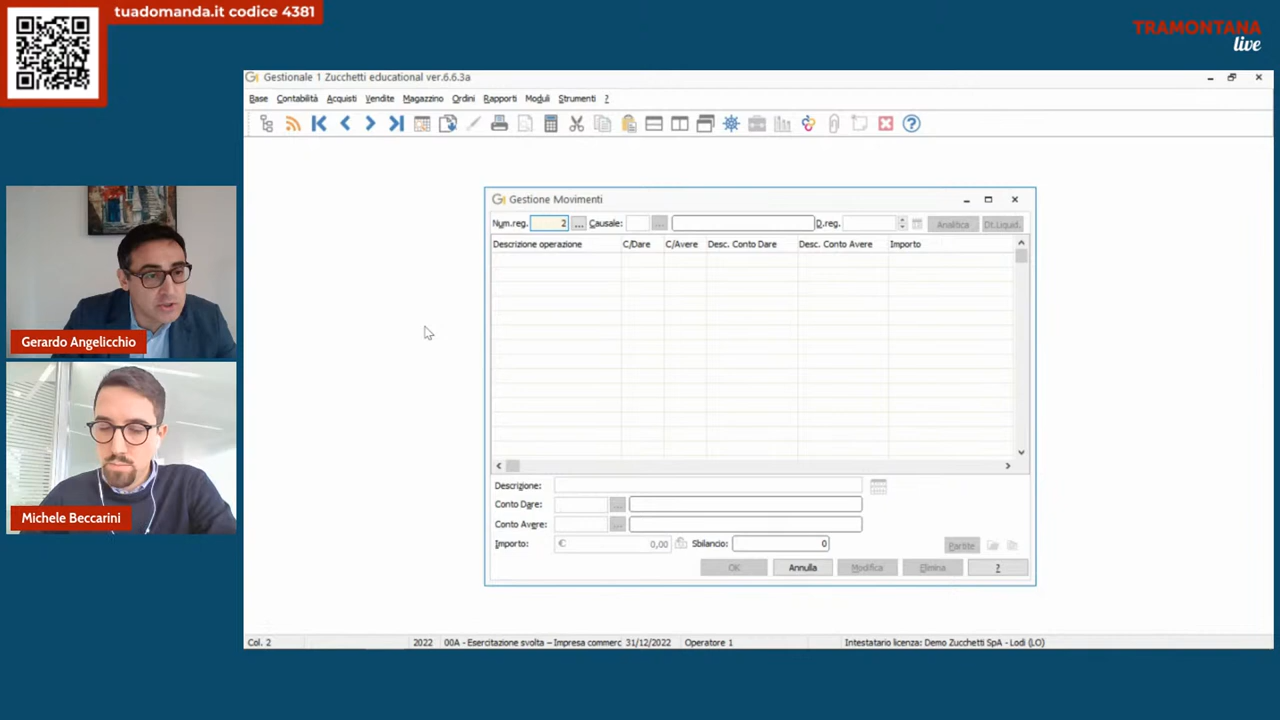 tuadomanda.it codice 4381
TRAMONTANA
live
Gestionale 1 Zucchetti educational ver.6.6.3a
Base Contabilità Acquisti Vendite Magazzino Ordini Rapporti Moduli Strumenti ?
Gestione Movimenti
Num.reg. 2 ... Causale: ... D.reg. Analitica Dt.Liquid.
Descrizione operazione C/Dare C/Avere Desc. Conto Dare Desc. Conto Avere Importo
Gerardo Angelicchio
Michele Beccarini
Descrizione:
Conto Dare: ...
Conto Avere: ...
Importo: € 0,00 Sbilancio: 0 Partite
OK Annulla Modifica Elimina ?
Col. 2 2022 00A - Esercitazione svolta – Impresa commerc 31/12/2022 Operatore 1 Intestatario licenza: Demo Zucchetti SpA - Lodi (LO)